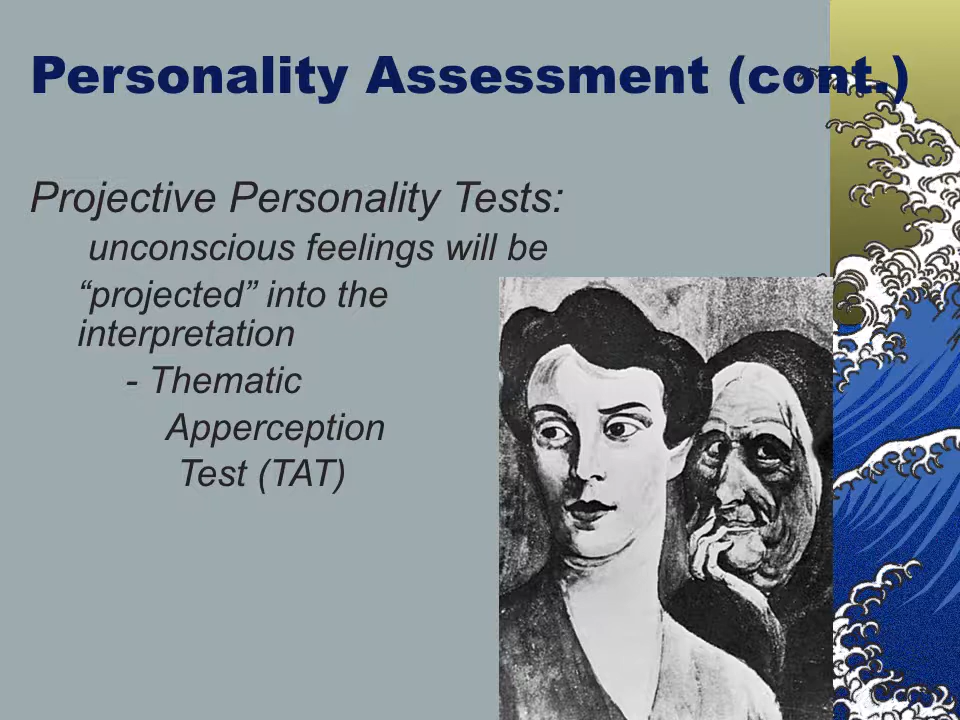 Personality Assessment (cont.)
Projective Personality Tests:
unconscious feelings will be
“projected” into the
interpretation
- Thematic
Apperception
Test (TAT)